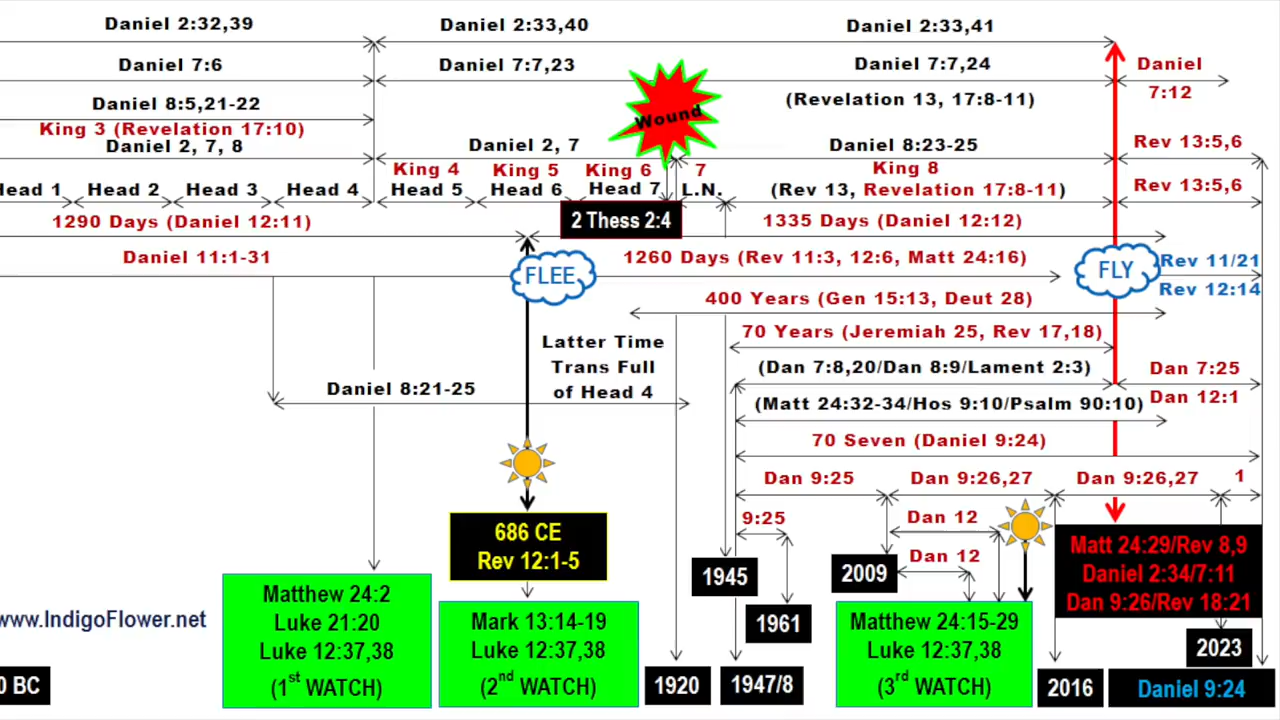 Daniel 2:32,39
Daniel 2:33,40
Daniel 2:33,41
Daniel 7:6
Daniel 7:7,23
Daniel 7:7,24
Daniel
7:12
Daniel 8:5,21-22
Wound
(Revelation 13, 17:8-11)
King 3 (Revelation 17:10)
Daniel 2, 7, 8
Daniel 2, 7
Daniel 8:23-25
Rev 13:5,6
King 4
King 5
King 6
7
King 8
Head 1
Head 2
Head 3
Head 4
Head 5
Head 6
Head 7
L.N.
(Rev 13, Revelation 17:8-11)
Rev 13:5,6
1290 Days (Daniel 12:11)
2 Thess 2:4
1335 Days (Daniel 12:12)
Daniel 11:1-31
FLEE
1260 Days (Rev 11:3, 12:6, Matt 24:16)
FLY
Rev 11/21
Rev 12:14
400 Years (Gen 15:13, Deut 28)
70 Years (Jeremiah 25, Rev 17,18)
Latter Time
Trans Full
of Head 4
(Dan 7:8,20/Dan 8:9/Lament 2:3)
Dan 7:25
Daniel 8:21-25
Dan 12:1
(Matt 24:32-34/Hos 9:10/Psalm 90:10)
70 Seven (Daniel 9:24)
Dan 9:25
Dan 9:26,27
Dan 9:26,27
1
9:25
Dan 12
Dan 12
686 CE
Rev 12:1-5
1945
2009
Matt 24:29/Rev 8,9
Daniel 2:34/7:11
Dan 9:26/Rev 18:21
www.IndigoFlower.net
Matthew 24:2
Luke 21:20
Luke 12:37,38
(1st WATCH)
Mark 13:14-19
Luke 12:37,38
(2nd WATCH)
1961
Matthew 24:15-29
Luke 12:37,38
(3rd WATCH)
2023
0 BC
1920
1947/8
2016
Daniel 9:24